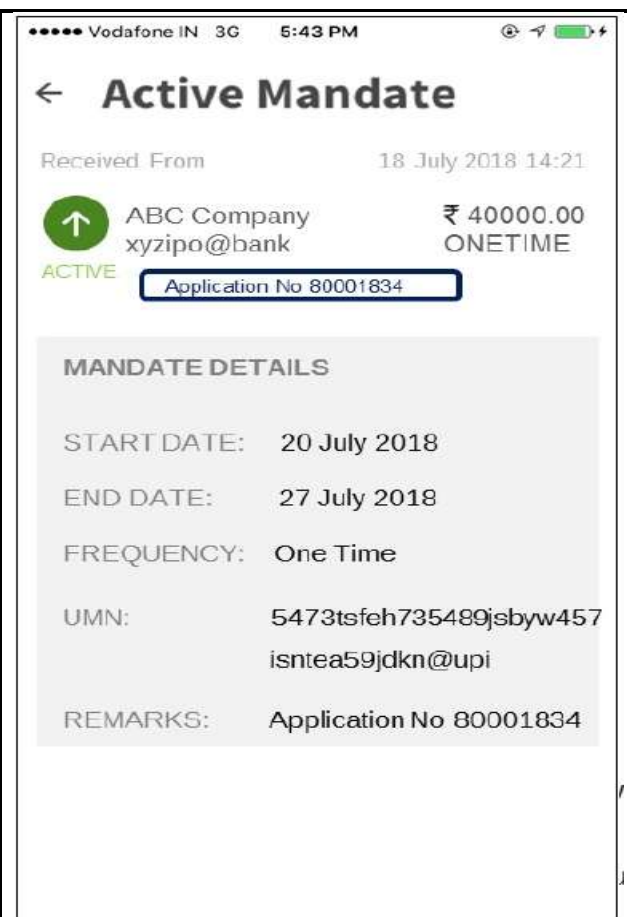 Vodafone IN 3G 5:43 PM
← Active Mandate
Received From 18 July 2018 14:21
ABC Company ₹ 40000.00
xyzipo@bank ONETIME
ACTIVE
Application No 80001834
MANDATE DETAILS
START DATE: 20 July 2018
END DATE: 27 July 2018
FREQUENCY: One Time
UMN: 5473tsfeh735489jsbyw457
isntea59jdkn@upi
REMARKS: Application No 80001834